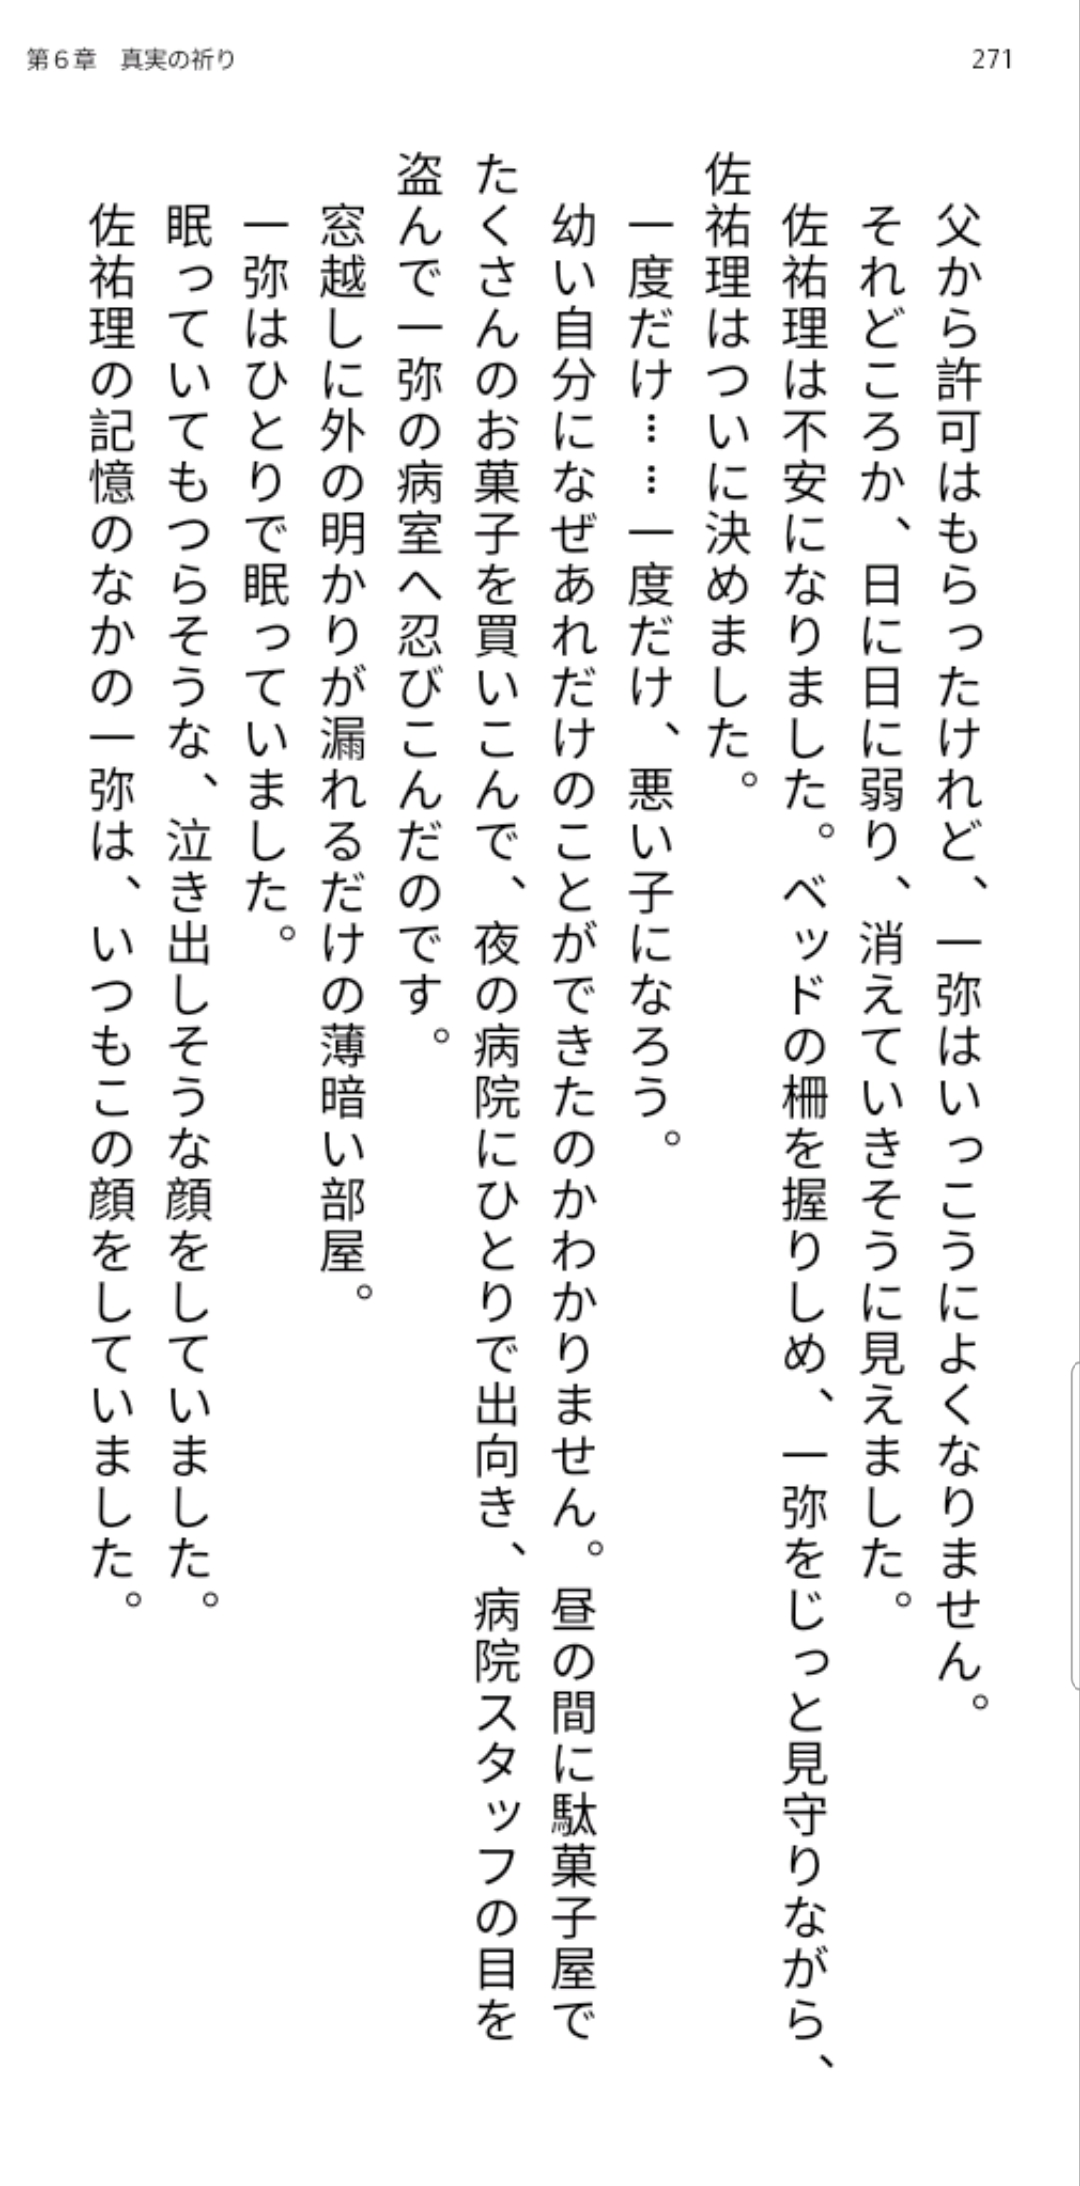 第６章　真実の祈り
271
　父から許可はもらったけれど、一弥はいっこうによくなりません。
　それどころか、日に日に弱り、消えていきそうに見えました。
　佐祐理は不安になりました。ベッドの柵を握りしめ、一弥をじっと見守りながら、
佐祐理はついに決めました。
　一度だけ……一度だけ、悪い子になろう。
　幼い自分になぜあれだけのことができたのかわかりません。昼の間に駄菓子屋で
たくさんのお菓子を買いこんで、夜の病院にひとりで出向き、病院スタッフの目を
盗んで一弥の病室へ忍びこんだのです。
　窓越しに外の明かりが漏れるだけの薄暗い部屋。
　一弥はひとりで眠っていました。
　眠っていてもつらそうな、泣き出しそうな顔をしていました。
　佐祐理の記憶のなかの一弥は、いつもこの顔をしていました。